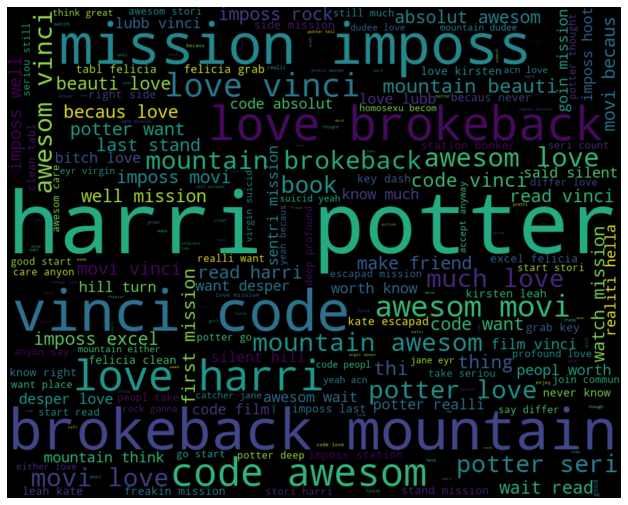 think great
awesom stori
still much
imposs rock
absolut awesom
lubb vinci
side mission
mountain dudee
dudee love
seriou still
mission imposs
tabl felicia
felicia grab
love kirsten
acn love
beauti love
love vinci
mountain beauti
right side
code absolut
love lubb
becaus never
becaus love
homosexu becom
potter want
love brokeback
station bonker
seri count
last stand
bitch love
mountain brokeback
awesom love
said silent
eyr virgin
imposs movi
book
code vinci
suicid yeah
key dash
differ love
read vinci
well mission
know much
harri potter
good start
realli want
make friend
excel felicia
care anyon
movi vinci
read harri
escapad mission
start stori
hill turn
want desper
worth know
much love
kirsten leah
vinci code
awesom movi
kate escapad
code want
grab key
imposs excel
potter go
mountain awesom
film vinci
anyon say
mountain either
silent hill
code peopl
jane eyr
profound love
felicia clean
thi
thing
peopl worth
know right
love harri
potter love
take seriou
join commun
want place
peopl take
yeah acn
never know
desper love
rock gonna
catcher jane
awesom wait
potter realli
start read
code film
imposs last
say differ
brokeback mountain
code love
mountain think
go start
potter deep
imposs station
potter seri
either love
movi love
code awesom
wait read
leah kate
freakin mission
stori harri
stand mission
imposs well
awesom vinci
clean tabl
awesom care
first mission
virgin suicid
sentri mission
yeah becaus
deep profound
accept anyway
goin mission
potter thought
imposs hoot
movi becaus
watch mission
realiti hella